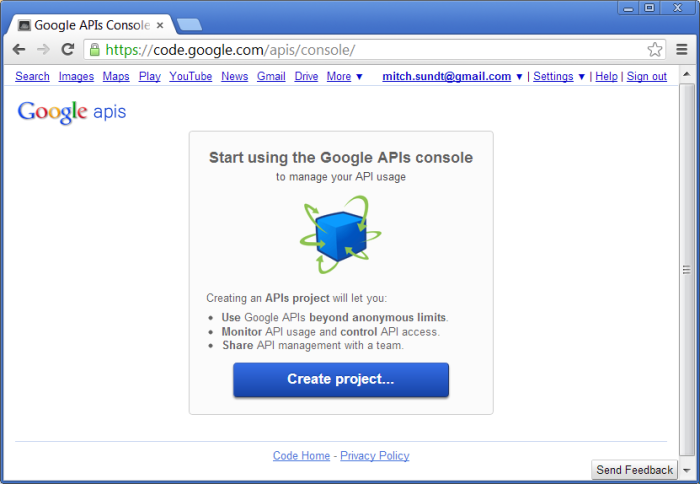 Google APIs Console
https://code.google.com/apis/console/
Search Images Maps Play YouTube News Gmail Drive More ▼ mitch.sundt@gmail.com ▼ | Settings ▼ | Help | Sign out
Google apis
Start using the Google APIs console
to manage your API usage
Creating an APIs project will let you:
• Use Google APIs beyond anonymous limits.
• Monitor API usage and control API access.
• Share API management with a team.
Create project...
Code Home - Privacy Policy
Send Feedback